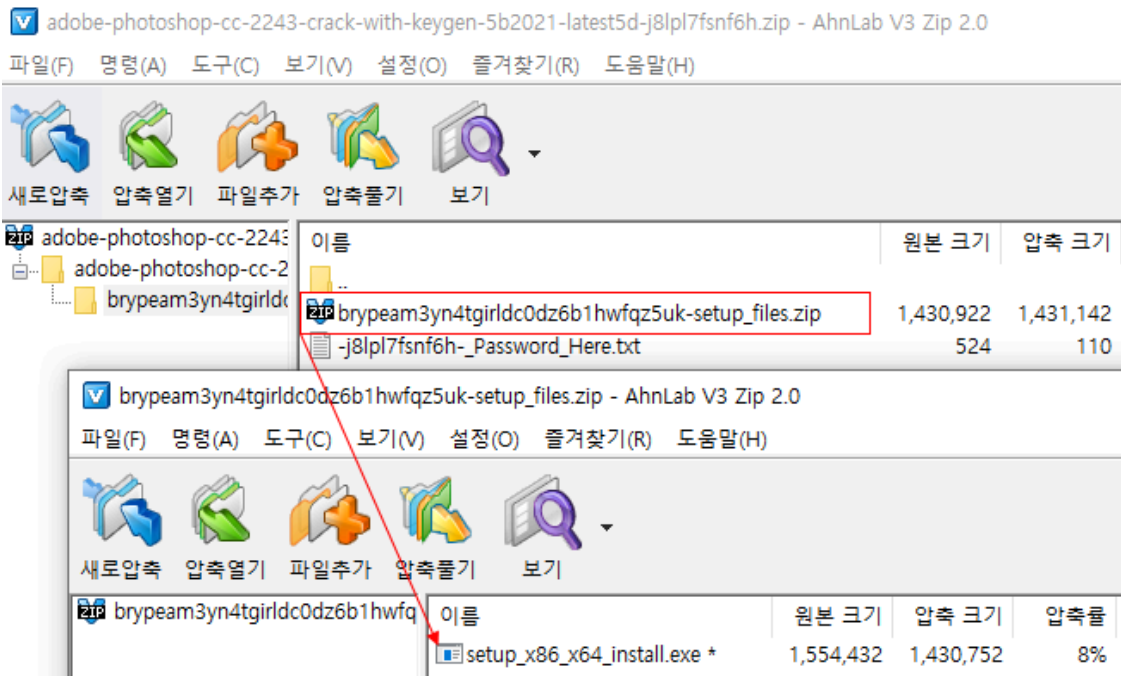 adobe-photoshop-cc-2243-crack-with-keygen-5b2021-latest5d-j8lpl7fsnf6h.zip - AhnLab V3 Zip 2.0
파일(F) 명령(A) 도구(C) 보기(V) 설정(O) 즐겨찾기(R) 도움말(H)
새로압축 압축열기 파일추가 압축풀기 보기
adobe-photoshop-cc-2243 이름 원본 크기 압축 크기
adobe-photoshop-cc-2 ..
brypeam3yn4tgirldc brypeam3yn4tgirldc0dz6b1hwfqz5uk-setup_files.zip 1,430,922 1,431,142
-j8lpl7fsnf6h-_Password_Here.txt 524 110
brypeam3yn4tgirldc0dz6b1hwfqz5uk-setup_files.zip - AhnLab V3 Zip 2.0
파일(F) 명령(A) 도구(C) 보기(V) 설정(O) 즐겨찾기(R) 도움말(H)
새로압축 압축열기 파일추가 압축풀기 보기
brypeam3yn4tgirldc0dz6b1hwfq 이름 원본 크기 압축 크기 압축률
setup_x86_x64_install.exe * 1,554,432 1,430,752 8%